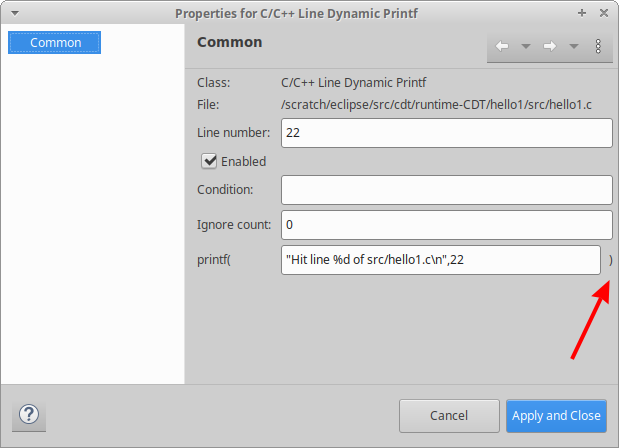 Properties for C/C++ Line Dynamic Printf
Common
Common
Class: C/C++ Line Dynamic Printf
File: /scratch/eclipse/src/cdt/runtime-CDT/hello1/src/hello1.c
Line number: 22
Enabled
Condition:
Ignore count: 0
printf( "Hit line %d of src/hello1.c\n",22 )
? Cancel Apply and Close